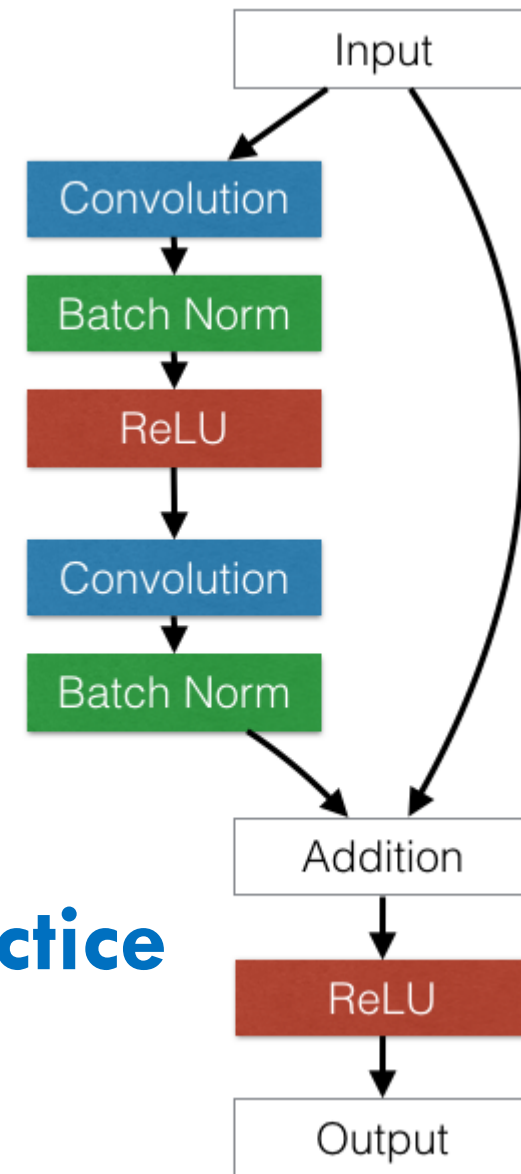 Input
Convolution
Batch Norm
ReLU
Convolution
Batch Norm
Addition
ctice
ReLU
Output